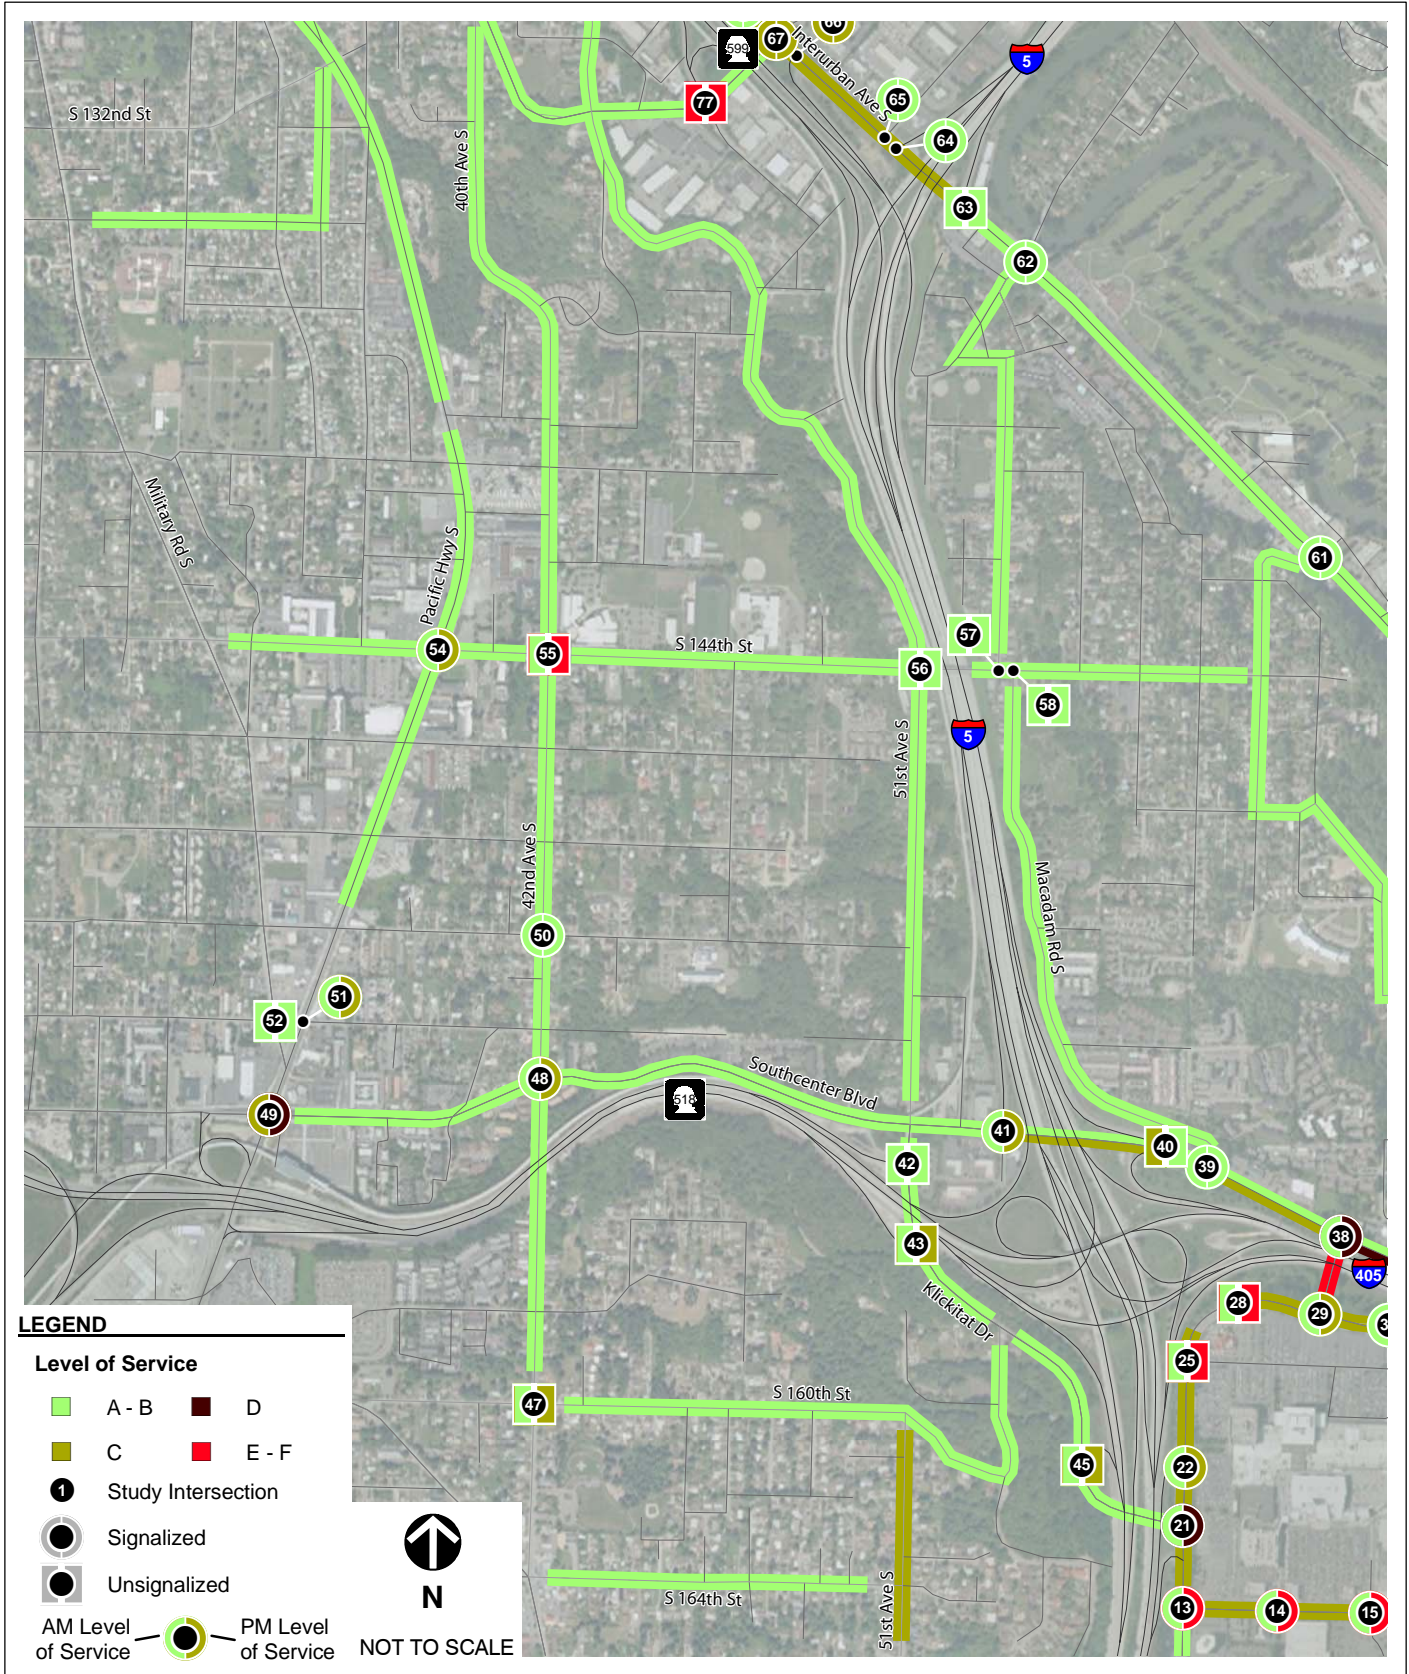 599
67
66
Interurban Ave S
5
77
65
64
S 132nd St
40th Ave S
63
62
Military Rd S
Pacific Hwy S
61
54
55
S 144th St
56
57
58
51st Ave S
5
42nd Ave S
Macadam Rd S
50
51
52
48
Southcenter Blvd
518
49
41
40
42
39
43
38
405
Klickitat Dr
28
29
25
S 160th St
47
45
22
21
S 164th St
51st Ave S
13
14
15
LEGEND
Level of Service
A - B
D
C
E - F
1
Study Intersection
Signalized
Unsignalized
AM Level
of Service
PM Level
of Service
N
NOT TO SCALE